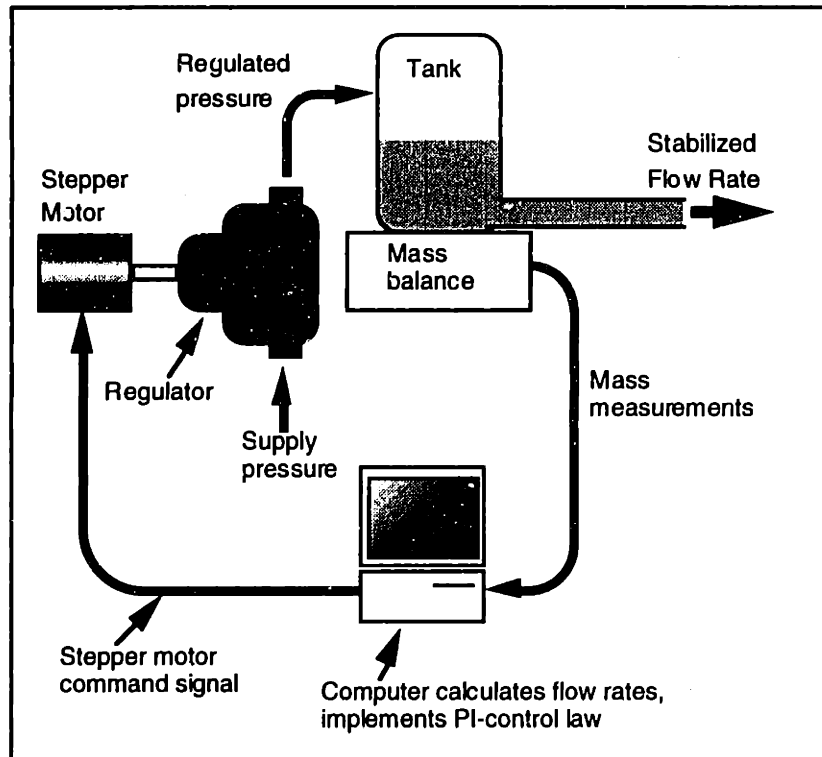 Regulated
pressure
Tank
Stabilized
Flow Rate
Stepper
Motor
Mass
balance
Regulator
Mass
measurements
Supply
pressure
Stepper motor
command signal
Computer calculates flow rates,
implements PI-control law